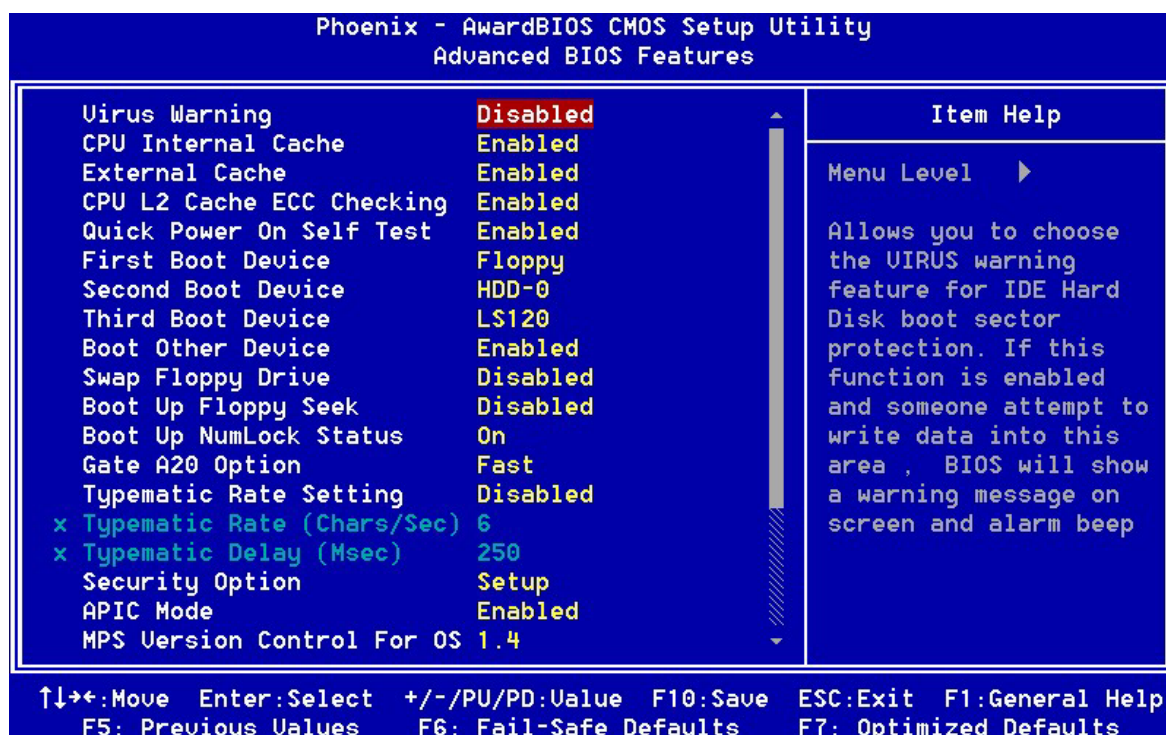 Phoenix - AwardBIOS CMOS Setup Utility
Advanced BIOS Features
Virus Warning Disabled
CPU Internal Cache Enabled
External Cache Enabled
CPU L2 Cache ECC Checking Enabled
Quick Power On Self Test Enabled
First Boot Device Floppy
Second Boot Device HDD-0
Third Boot Device LS120
Boot Other Device Enabled
Swap Floppy Drive Disabled
Boot Up Floppy Seek Disabled
Boot Up NumLock Status On
Gate A20 Option Fast
Typematic Rate Setting Disabled
x Typematic Rate (Chars/Sec) 6
x Typematic Delay (Msec) 250
Security Option Setup
APIC Mode Enabled
MPS Version Control For OS 1.4
Item Help
Menu Level ▶
Allows you to choose
the VIRUS warning
feature for IDE Hard
Disk boot sector
protection. If this
function is enabled
and someone attempt to
write data into this
area , BIOS will show
a warning message on
screen and alarm beep
↑↓→←:Move Enter:Select +/-/PU/PD:Value F10:Save ESC:Exit F1:General Help
F5: Previous Values F6: Fail-Safe Defaults F7: Optimized Defaults